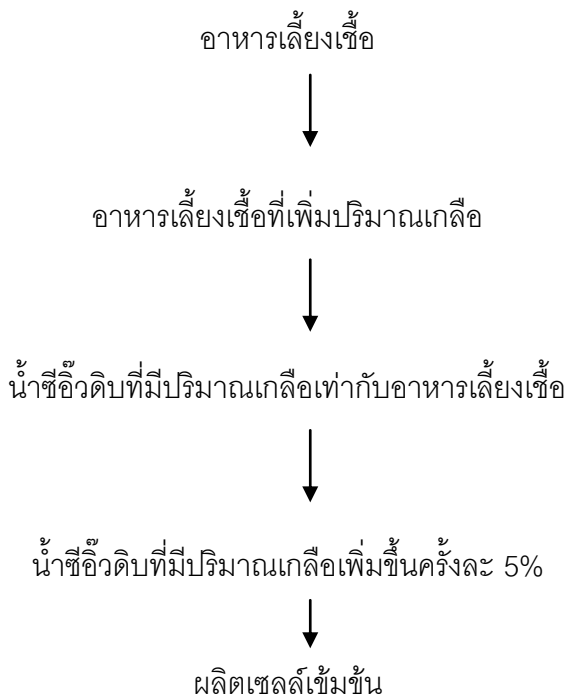 อาหารเลี้ยงเชื้อ
อาหารเลี้ยงเชื้อที่เพิ่มปริมาณเกลือ
น้ำซีอิ๊วดิบที่มีปริมาณเกลือเท่ากับอาหารเลี้ยงเชื้อ
น้ำซีอิ๊วดิบที่มีปริมาณเกลือเพิ่มขึ้นครั้งละ 5%
ผลิตเซลล์เข้มข้น